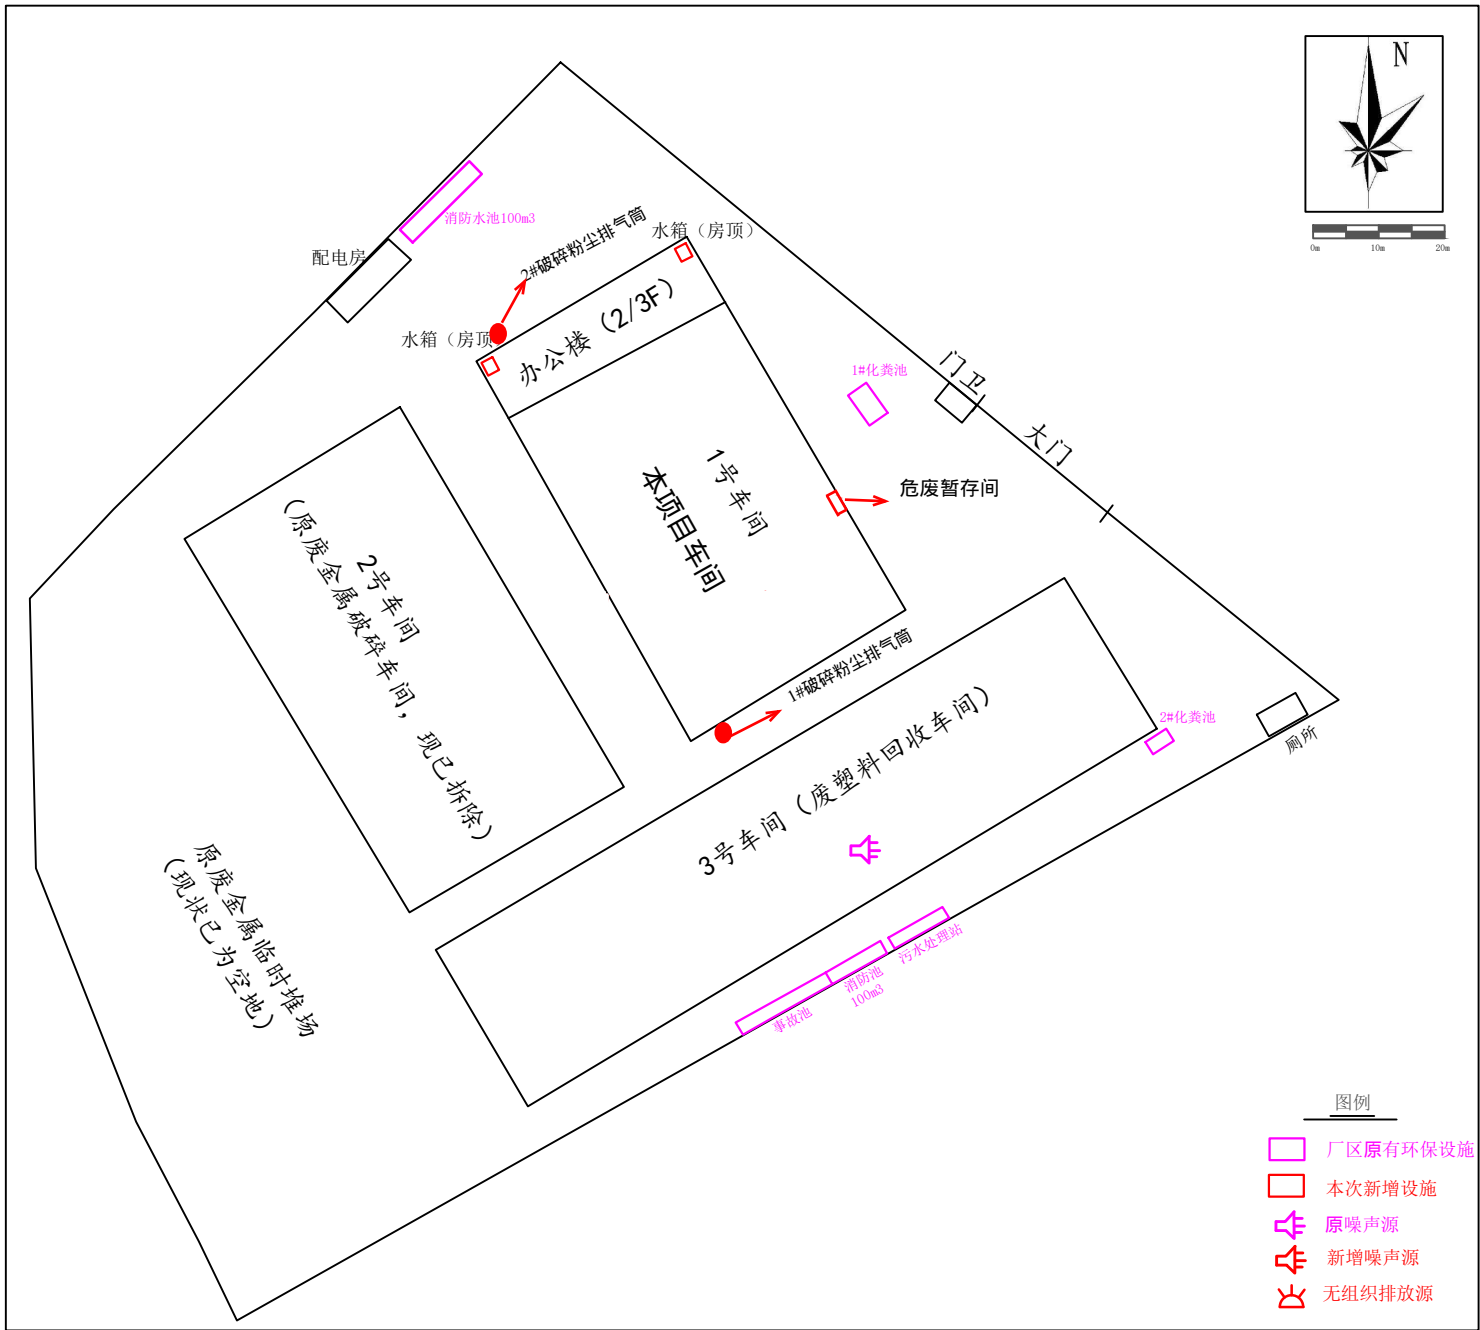 N
0m 10m 20m
消防水池100m3
配电房
2#破碎粉尘排气筒
水箱（房顶）
水箱（房顶
办公楼（2/3F）
1#化粪池
门卫
大门
1号车间
本项目车间
危废暂存间
2号车间
（原废金属破碎车间，现已拆除）
1#破碎粉尘排气筒
3号车间（废塑料回收车间）
2#化粪池
厕所
原废金属临时堆场
（现状已为空地）
污水处理站
消防池
100m3
事故池
图例
厂区原有环保设施
本次新增设施
原噪声源
新增噪声源
无组织排放源